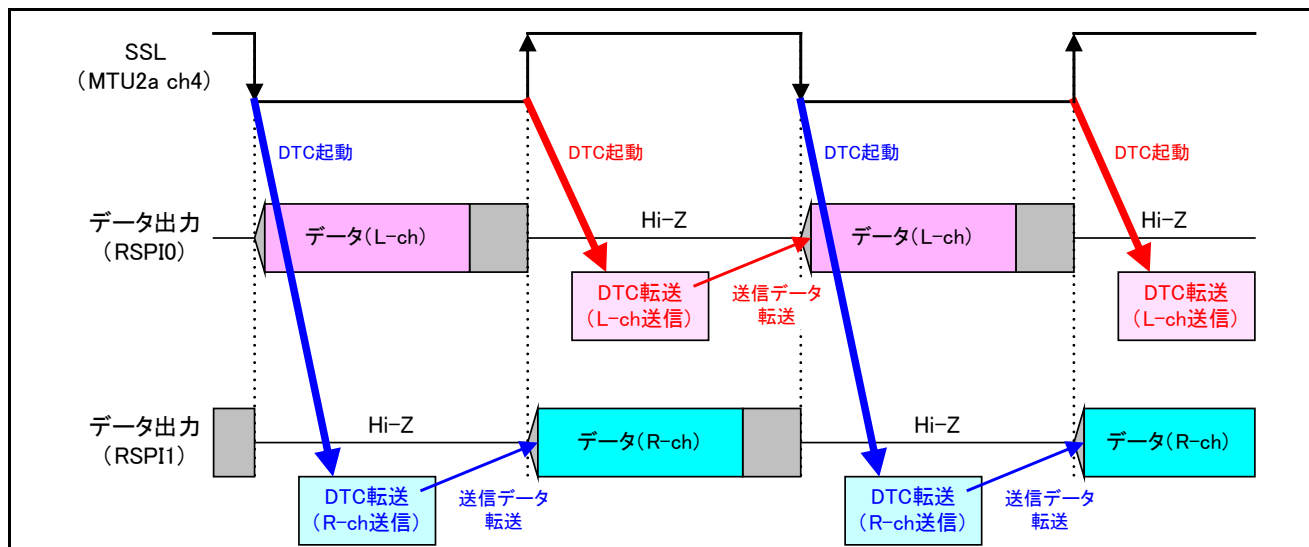 SSL
（MTU2a ch4）
DTC起動
DTC起動
DTC起動
DTC起動
データ出力
（RSPI0）
データ（L-ch）
Hi-Z
データ（L-ch）
Hi-Z
DTC転送
（L-ch送信）
送信データ
転送
DTC転送
（L-ch送信）
データ出力
（RSPI1）
Hi-Z
データ（R-ch）
Hi-Z
データ（R-ch）
DTC転送
（R-ch送信）
送信データ
転送
DTC転送
（R-ch送信）
送信データ
転送